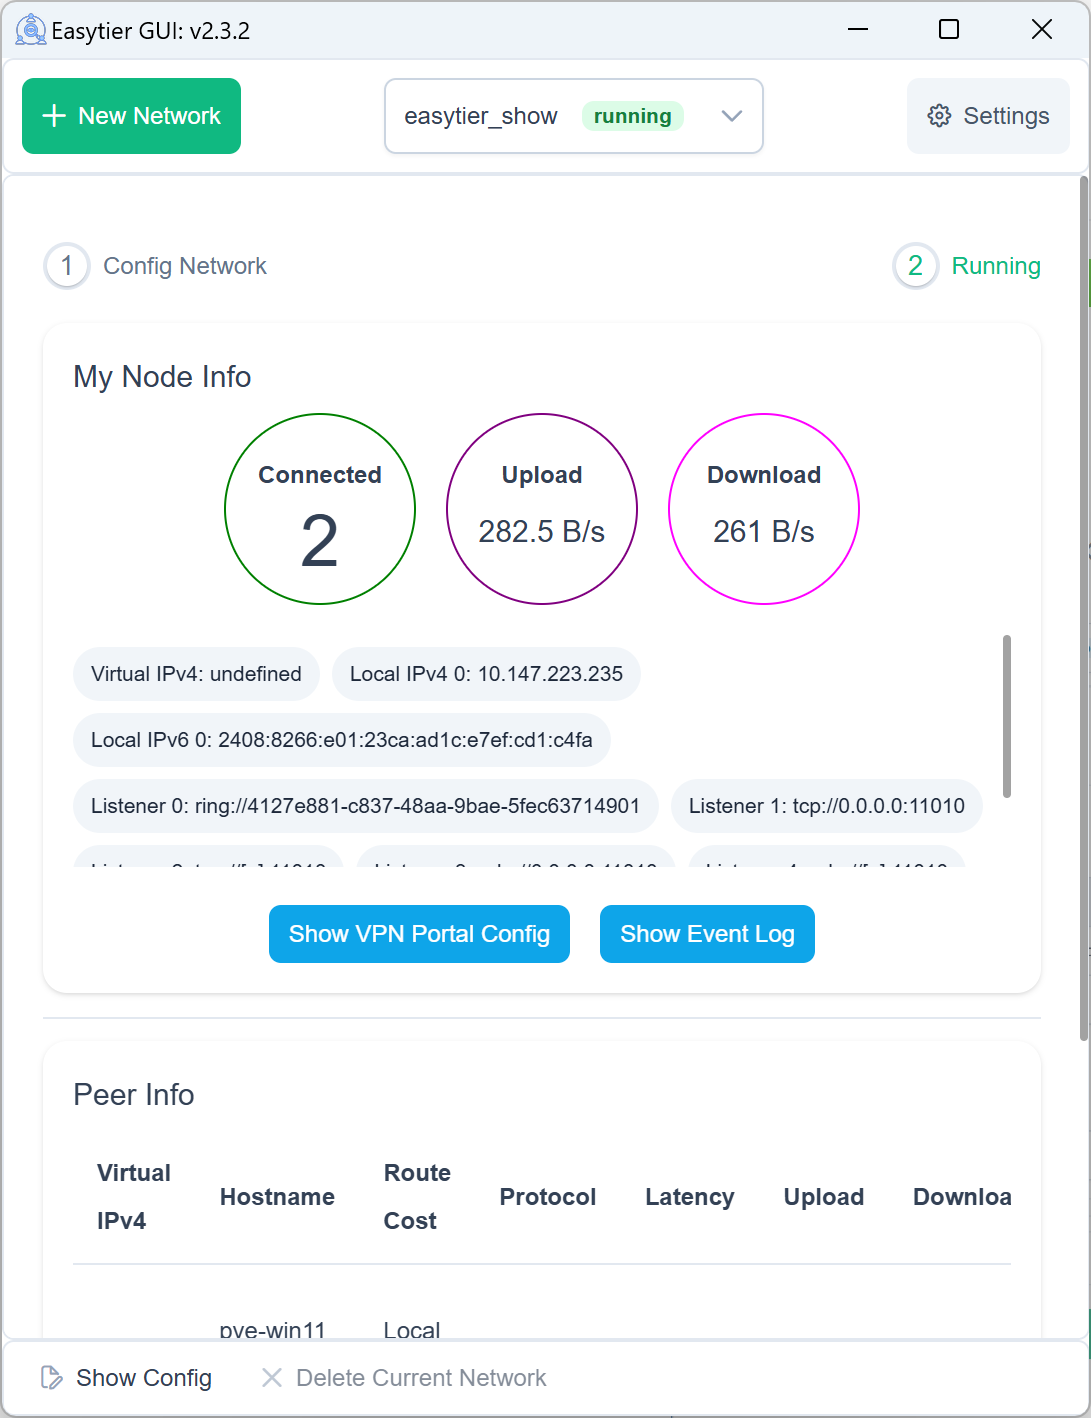 Easytier GUI: v2.3.2
New Network
easytier_show running
Settings
1 Config Network
2 Running
My Node Info
Connected
2
Upload
282.5 B/s
Download
261 B/s
Virtual IPv4: undefined
Local IPv4 0: 10.147.223.235
Local IPv6 0: 2408:8266:e01:23ca:ad1c:e7ef:cd1:c4fa
Listener 0: ring://4127e881-c837-48aa-9bae-5fec63714901
Listener 1: tcp://0.0.0.0:11010
Show VPN Portal Config
Show Event Log
Peer Info
Virtual
IPv4
Hostname
Route
Cost
Protocol
Latency
Upload
Downloa
pve-win11
Local
Show Config
Delete Current Network